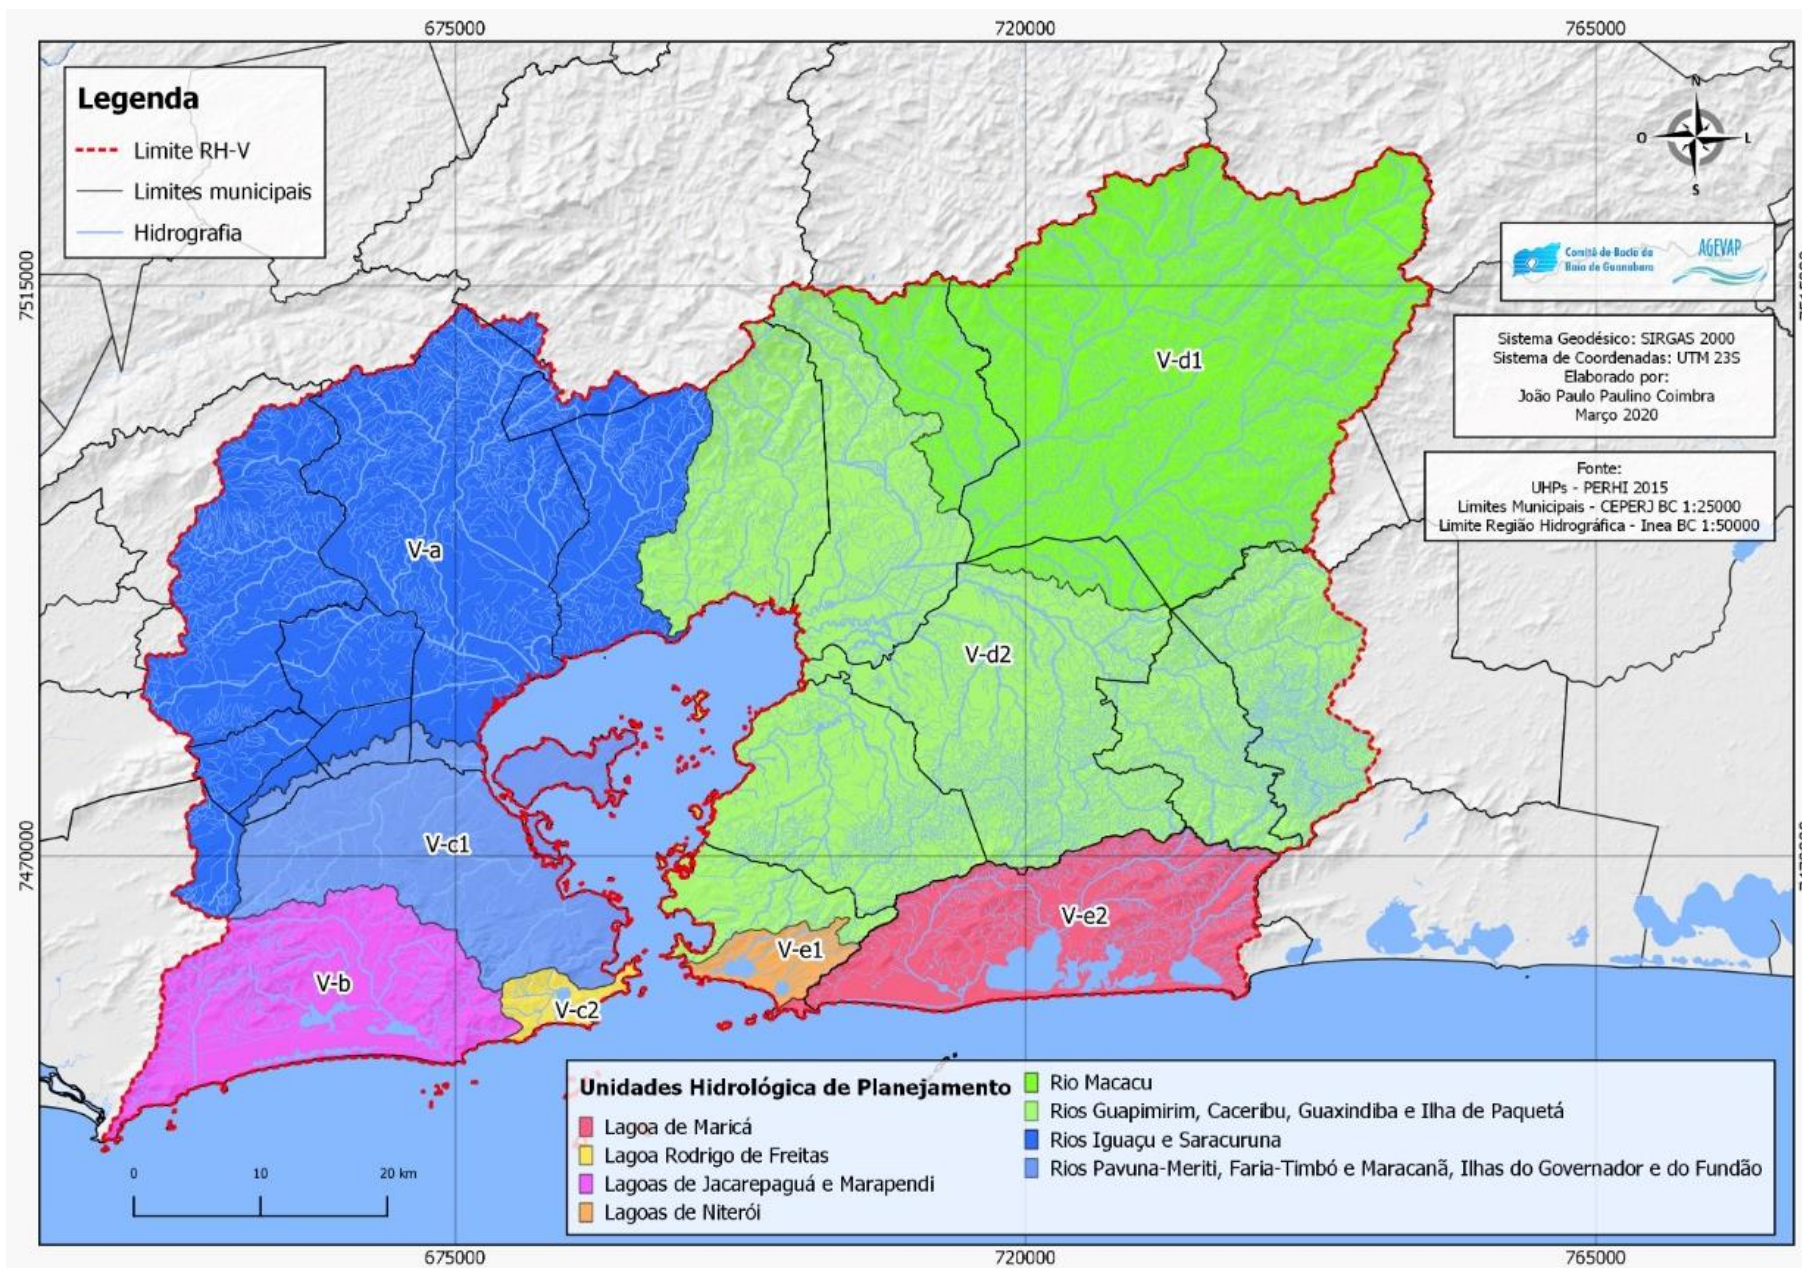 675000
720000
765000
Legenda
Limite RH-V
Limites municipais
Hidrografia
N
O
L
S
7515000
Comitê da Bacia da
Baía de Guanabara
AGEVAP
Sistema Geodésico: SIRGAS 2000
Sistema de Coordenadas: UTM 23S
Elaborado por:
João Paulo Paulino Coimbra
Março 2020
Fonte:
UHPs - PERHI 2015
Limites Municipais - CEPERJ BC 1:25000
Limite Região Hidrográfica - Inea BC 1:50000
V-d1
V-a
V-d2
V-c1
7470000
V-e2
V-e1
V-b
V-c2
Unidades Hidrológica de Planejamento
Lagoa de Maricá
Lagoa Rodrigo de Freitas
Lagoas de Jacarepaguá e Marapendi
Lagoas de Niterói
Rio Macacu
Rios Guapimirim, Caceribu, Guaxindiba e Ilha de Paquetá
Rios Iguaçu e Saracuruna
Rios Pavuna-Meriti, Faria-Timbó e Maracanã, Ilhas do Governador e do Fundão
0 10 20 km
675000
720000
765000